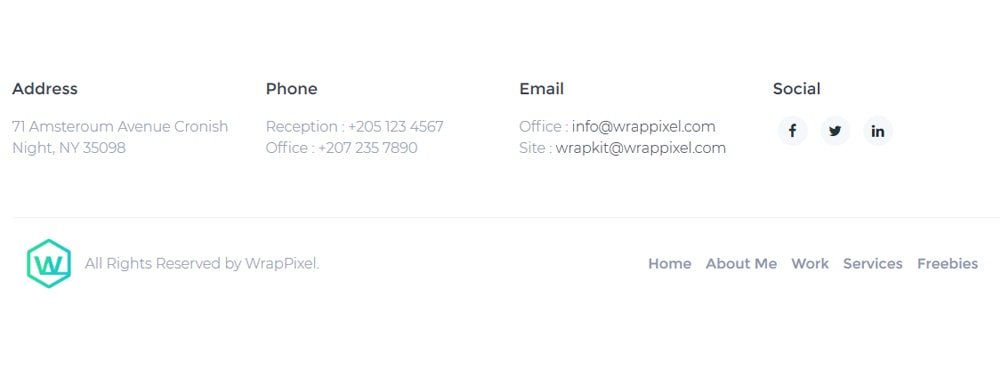 Address
71 Amsteroum Avenue Cronish
Night, NY 35098
Phone
Reception : +205 123 4567
Office : +207 235 7890
Email
Office : info@wrappixel.com
Site : wrapkit@wrappixel.com
Social
W All Rights Reserved by WrapPixel.
Home About Me Work Services Freebies